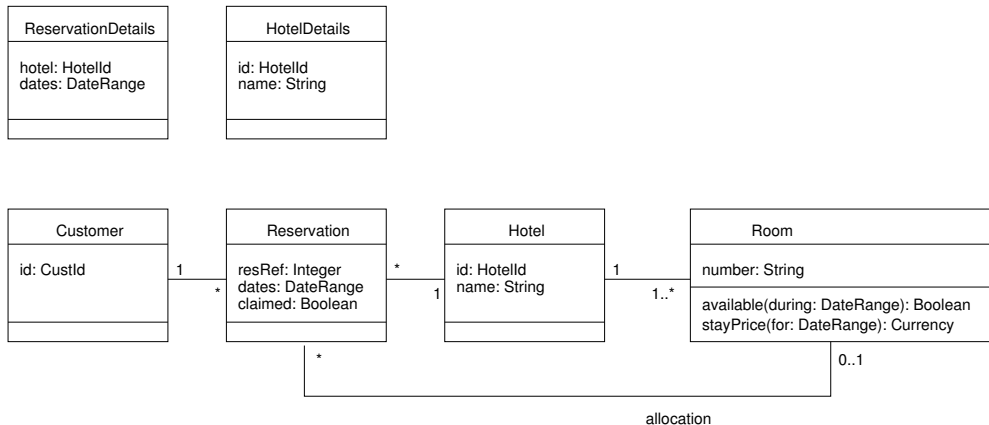 ReservationDetails
hotel: HotelId
dates: DateRange
HotelDetails
id: HotelId
name: String
Customer
id: CustId
1
*
Reservation
resRef: Integer
dates: DateRange
claimed: Boolean
*
1
Hotel
id: HotelId
name: String
1
1..*
Room
number: String
available(during: DateRange): Boolean
stayPrice(for: DateRange): Currency
*
0..1
allocation